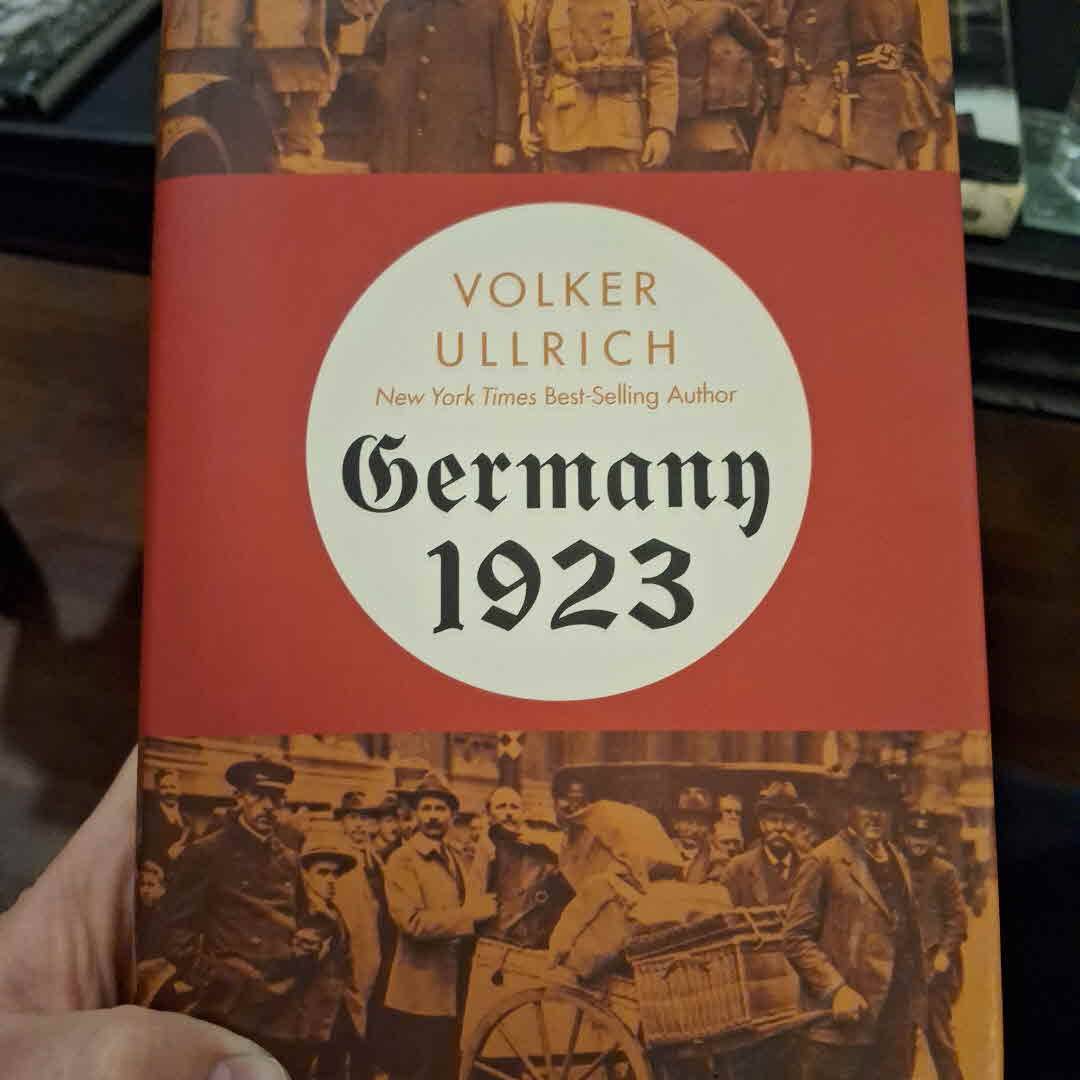 VOLKER
ULLRICH
New York Times Best-Selling Author
Germany
1923